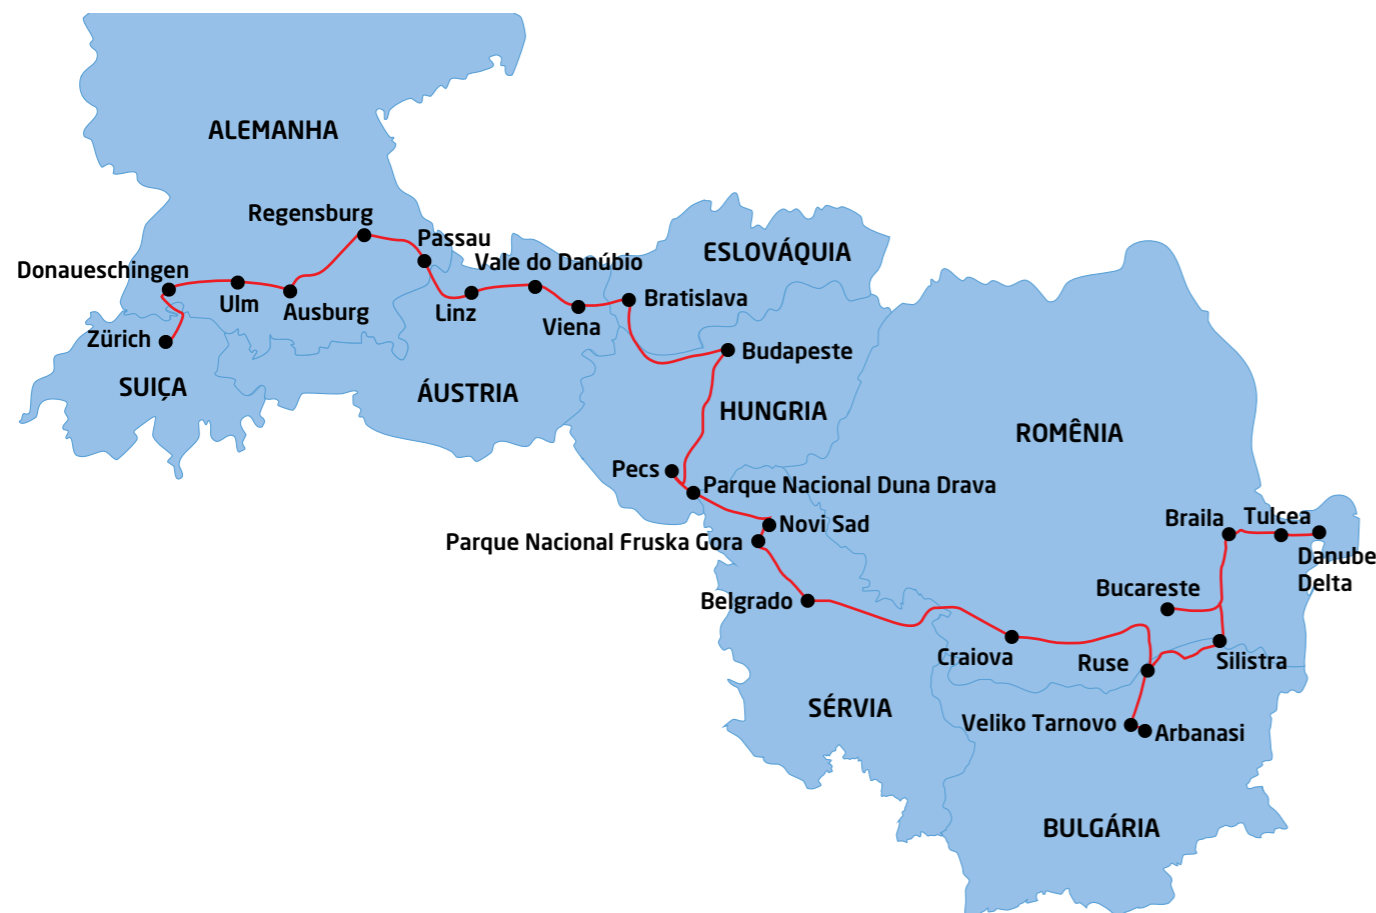 ALEMANHA
Regensburg
Passau
ESLOVÁQUIA
Vale do Danúbio
Donaueschingen
Ulm
Ausburg
Linz
Bratislava
Viena
Zürich
Budapeste
SUIÇA
ÁUSTRIA
HUNGRIA
ROMÊNIA
Pecs
Parque Nacional Duna Drava
Novi Sad
Braila
Tulcea
Parque Nacional Fruska Gora
Danube
Delta
Bucareste
Belgrado
Craiova
Ruse
Silistra
SÉRVIA
Veliko Tarnovo
Arbanasi
BULGÁRIA